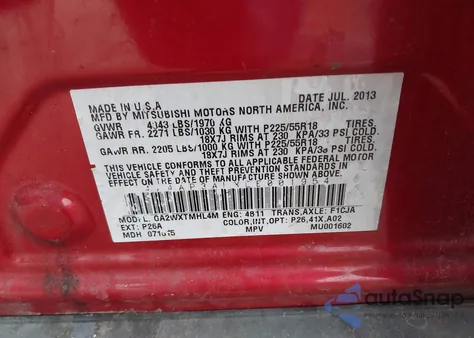 MADE IN U.S.A DATE JUL. 2013
MFD BY MITSUBISHI MOTORS NORTH AMERICA, INC.
GVWR 4343 LBS/1970 KG
GAWR FR. 2271 LBS/1030 KG WITH P225/55R18 TIRES.
18X7J RIMS AT 230 KPA/33 PSI COLD.
GAWR RR. 2205 LBS/1000 KG WITH P225/55R18 TIRES.
18X7J RIMS AT 230 KPA/33 PSI COLD.
THIS VEHICLE CONFORMS TO ALL APPLICABLE FEDERAL MOTOR
VEHICLE SAFETY AND THEFT PREVENTION STANDARDS
IN EFFECT ON THE DATE OF MANUFACTURE SHOWN ABOVE.
MODEL: GA2WXTMHL4M ENG: 4B11 TRANS,AXLE: F1CJA
EXT: P26A COLOR,INT,OPT: P26,41X,A02
MDH MPV MU001602
autoSnap